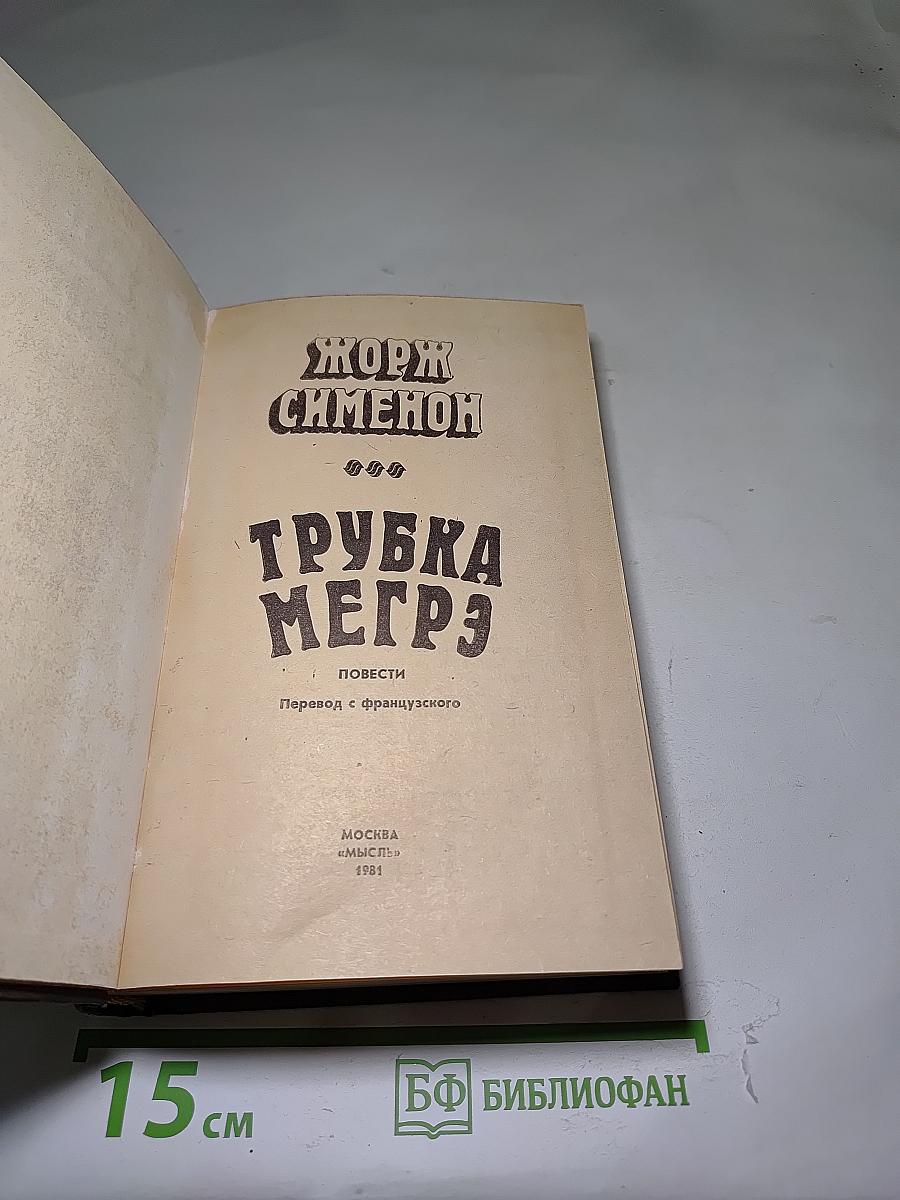 ЖОРЖ
СИМЕНОН
ТРУБКА
МЕГРЭ
ПОВЕСТИ
Перевод с французского
МОСКВА
«МЫСЛЬ»
1981
15 см
БФ БИБЛИОФАН